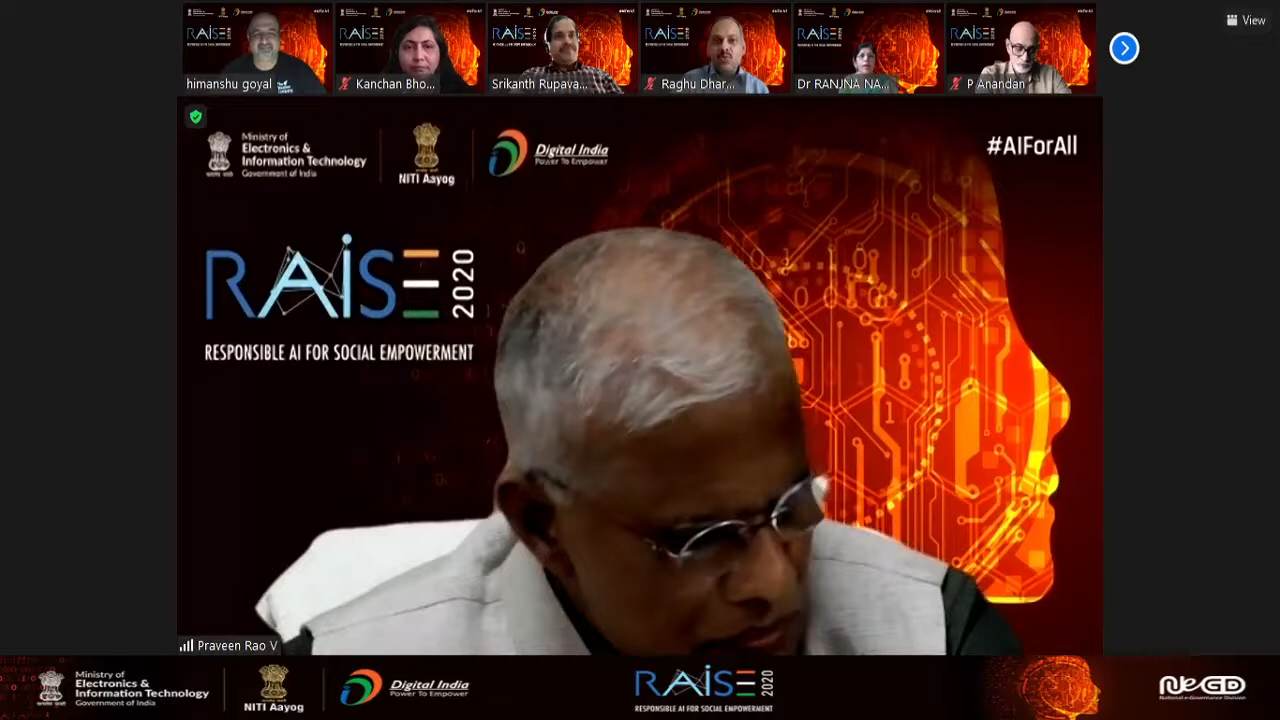 View
himanshu goyal
Kanchan Bho...
Srikanth Rupava...
Raghu Dhar...
Dr RANJNA NA...
P Anandan
Ministry of
Electronics &
Information Technology
Government of India
NITI Aayog
Digital India
Power To Empower
#AIForAll
RAISE 2020
RESPONSIBLE AI FOR SOCIAL EMPOWERMENT
Praveen Rao V
Ministry of
Electronics &
Information Technology
Government of India
NITI Aayog
Digital India
Power To Empower
RAISE 2020
RESPONSIBLE AI FOR SOCIAL EMPOWERMENT
NeGD
National e-Governance Division